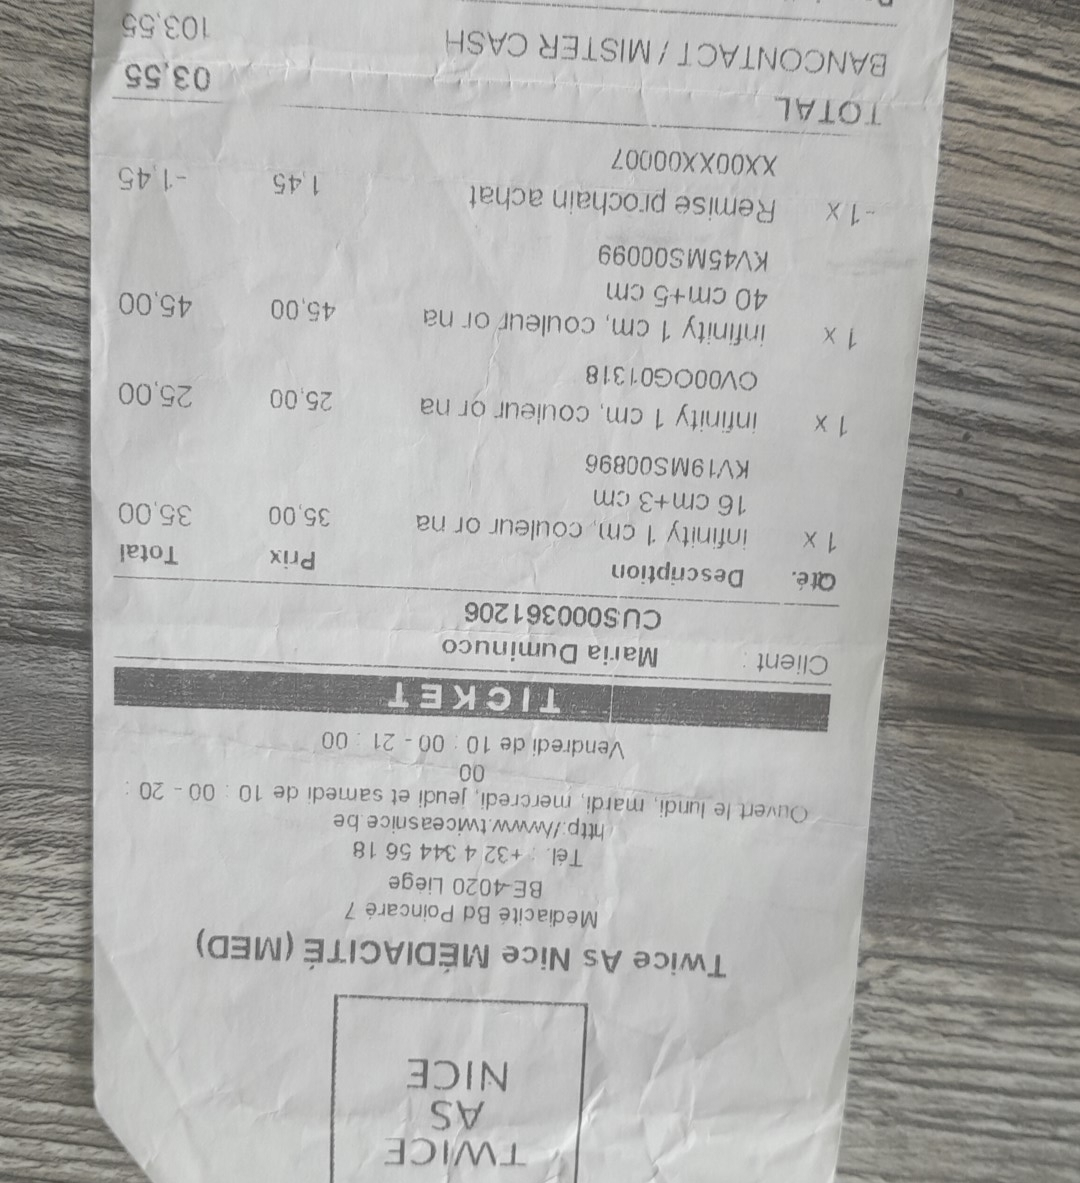 TWICE
AS
NICE
Twice As Nice MÉDIACITÉ (MED)
Mediacité Bd Poincaré 7
BE-4020 Liège
Tél. : +32 4 344 56 18
http://www.twiceasnice.be
Ouvert le lundi, mardi, mercredi, jeudi et samedi de 10 : 00 - 20 :
00
Vendredi de 10 : 00 - 21 : 00
TICKET
Client : Maria Duminuco
CUS000361206
Qté. Description Prix Total
1 x infinity 1 cm, couleur or na 35,00 35,00
16 cm+3 cm
KV19MS00896
1 x infinity 1 cm, couleur or na 25,00 25,00
OV00OG01318
1 x infinity 1 cm, couleur or na 45,00 45,00
40 cm+5 cm
KV45MS00099
-1 x Remise prochain achat 1,45 -1,45
XX00XX00007
TOTAL 03,55
BANCONTACT / MISTER CASH 103,55